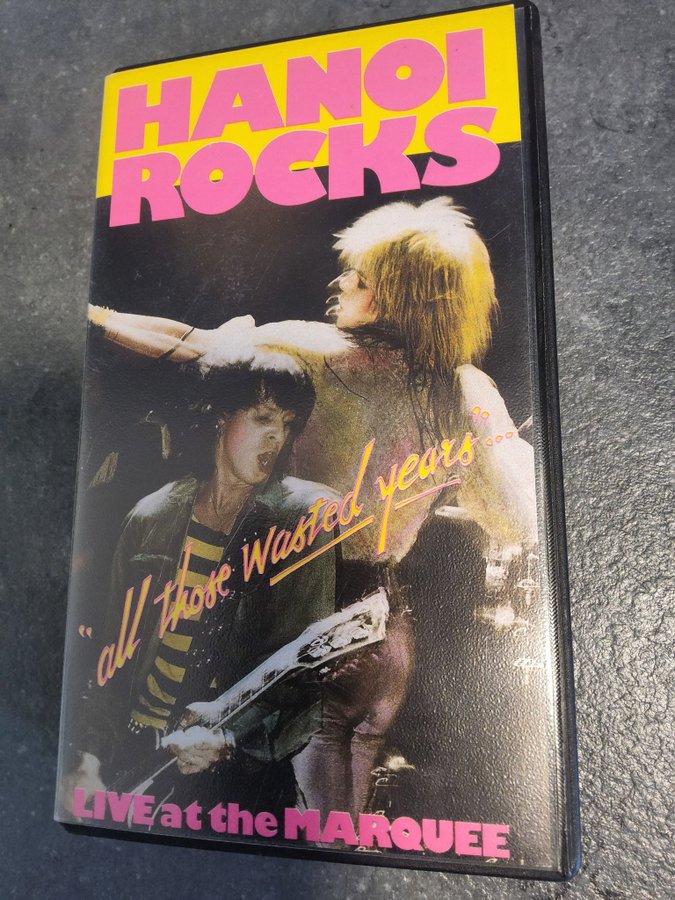 HANOI
ROCKS
"all those wasted years"...
LIVE at the MARQUEE